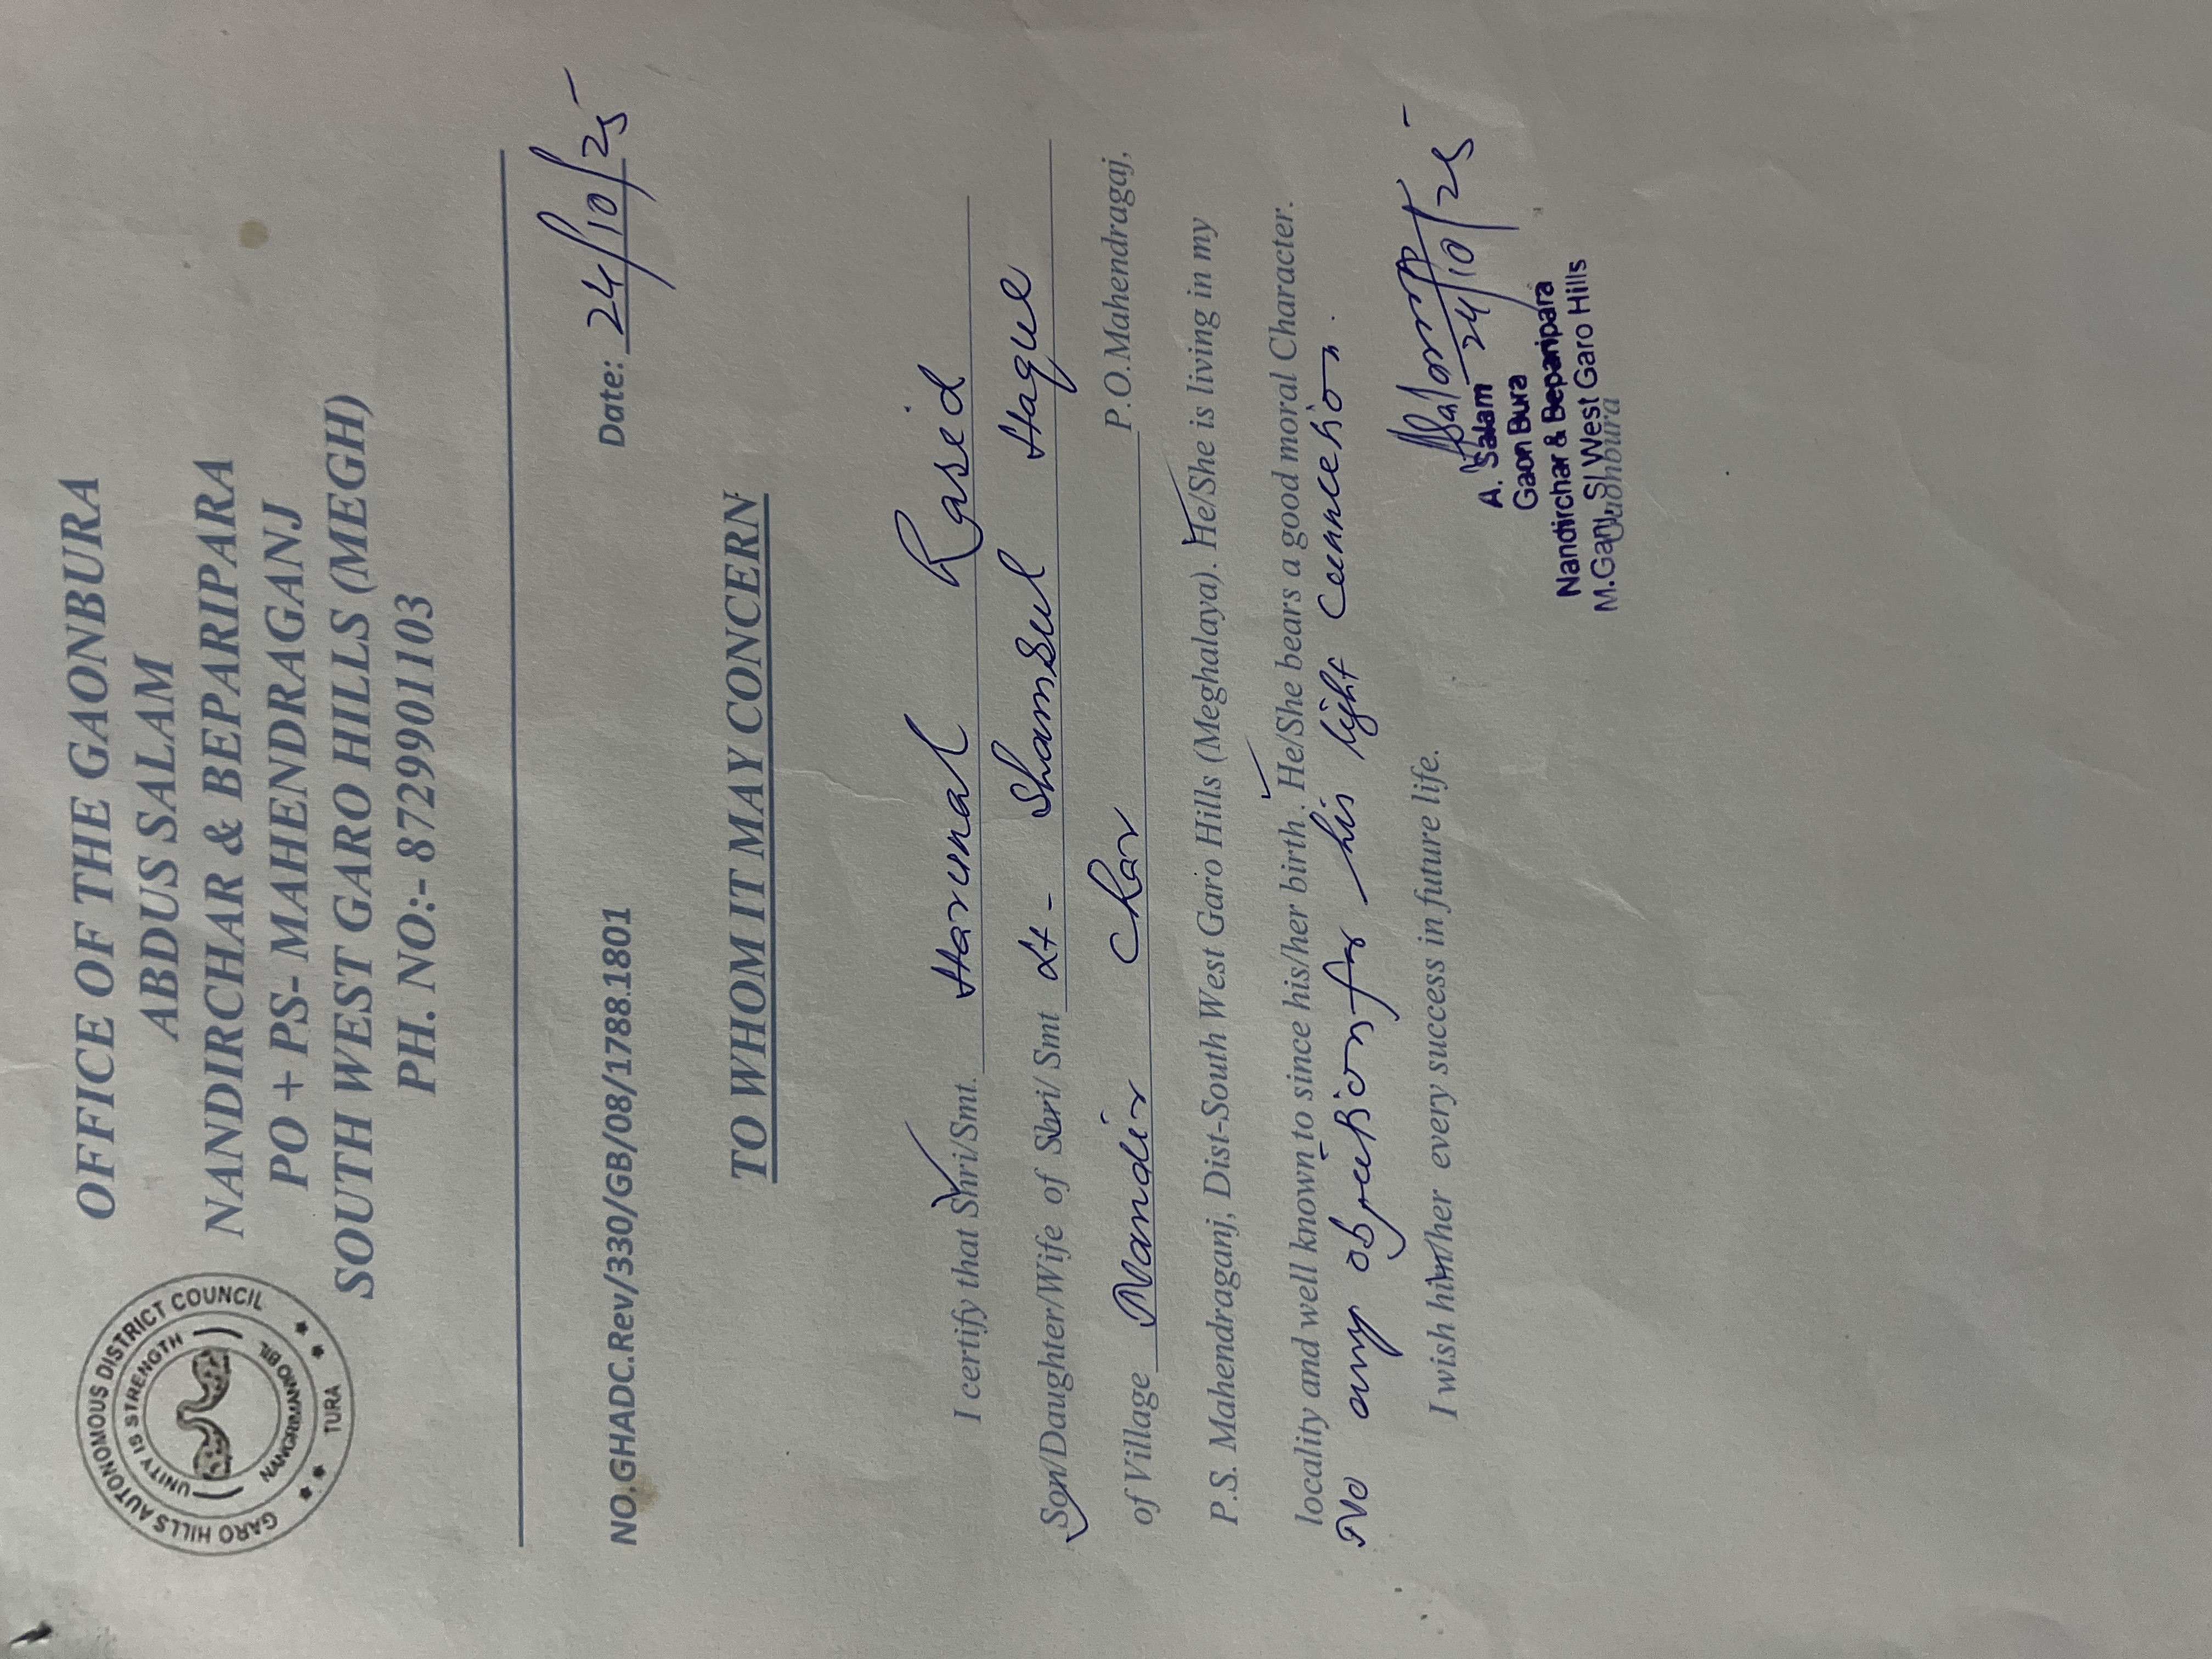 GARO HILLS AUTONOMOUS DISTRICT COUNCIL
UNITY IS STRENGTH
TURA
OFFICE OF THE GAONBURA
ABDUS SALAM
NANDIRCHAR & BEPARIPARA
PO + PS- MAHENDRAGANJ
SOUTH WEST GARO HILLS (MEGH)
PH. NO:- 8729901103
NO.GHADC.Rev/330/GB/08/1788.1801 Date: 24/10/25
TO WHOM IT MAY CONCERN
I certify that Shri/Smt. Harunal Rasid
Son/Daughter/Wife of Shri/ Smt Lt- Shamsul Haque
of Village Nandir Char P.O.Mahendragaj,
P.S. Mahendraganj, Dist-South West Garo Hills (Meghalaya). He/She is living in my
locality and well known to since his/her birth. He/She bears a good moral Character.
No any objection for his light Connection.
I wish him/her every success in future life.
24/10/25
A. Salam
Gaon Bura
Nandirchar & Beparipara
M.Ganj, S/West Garo Hills
Gaonbura